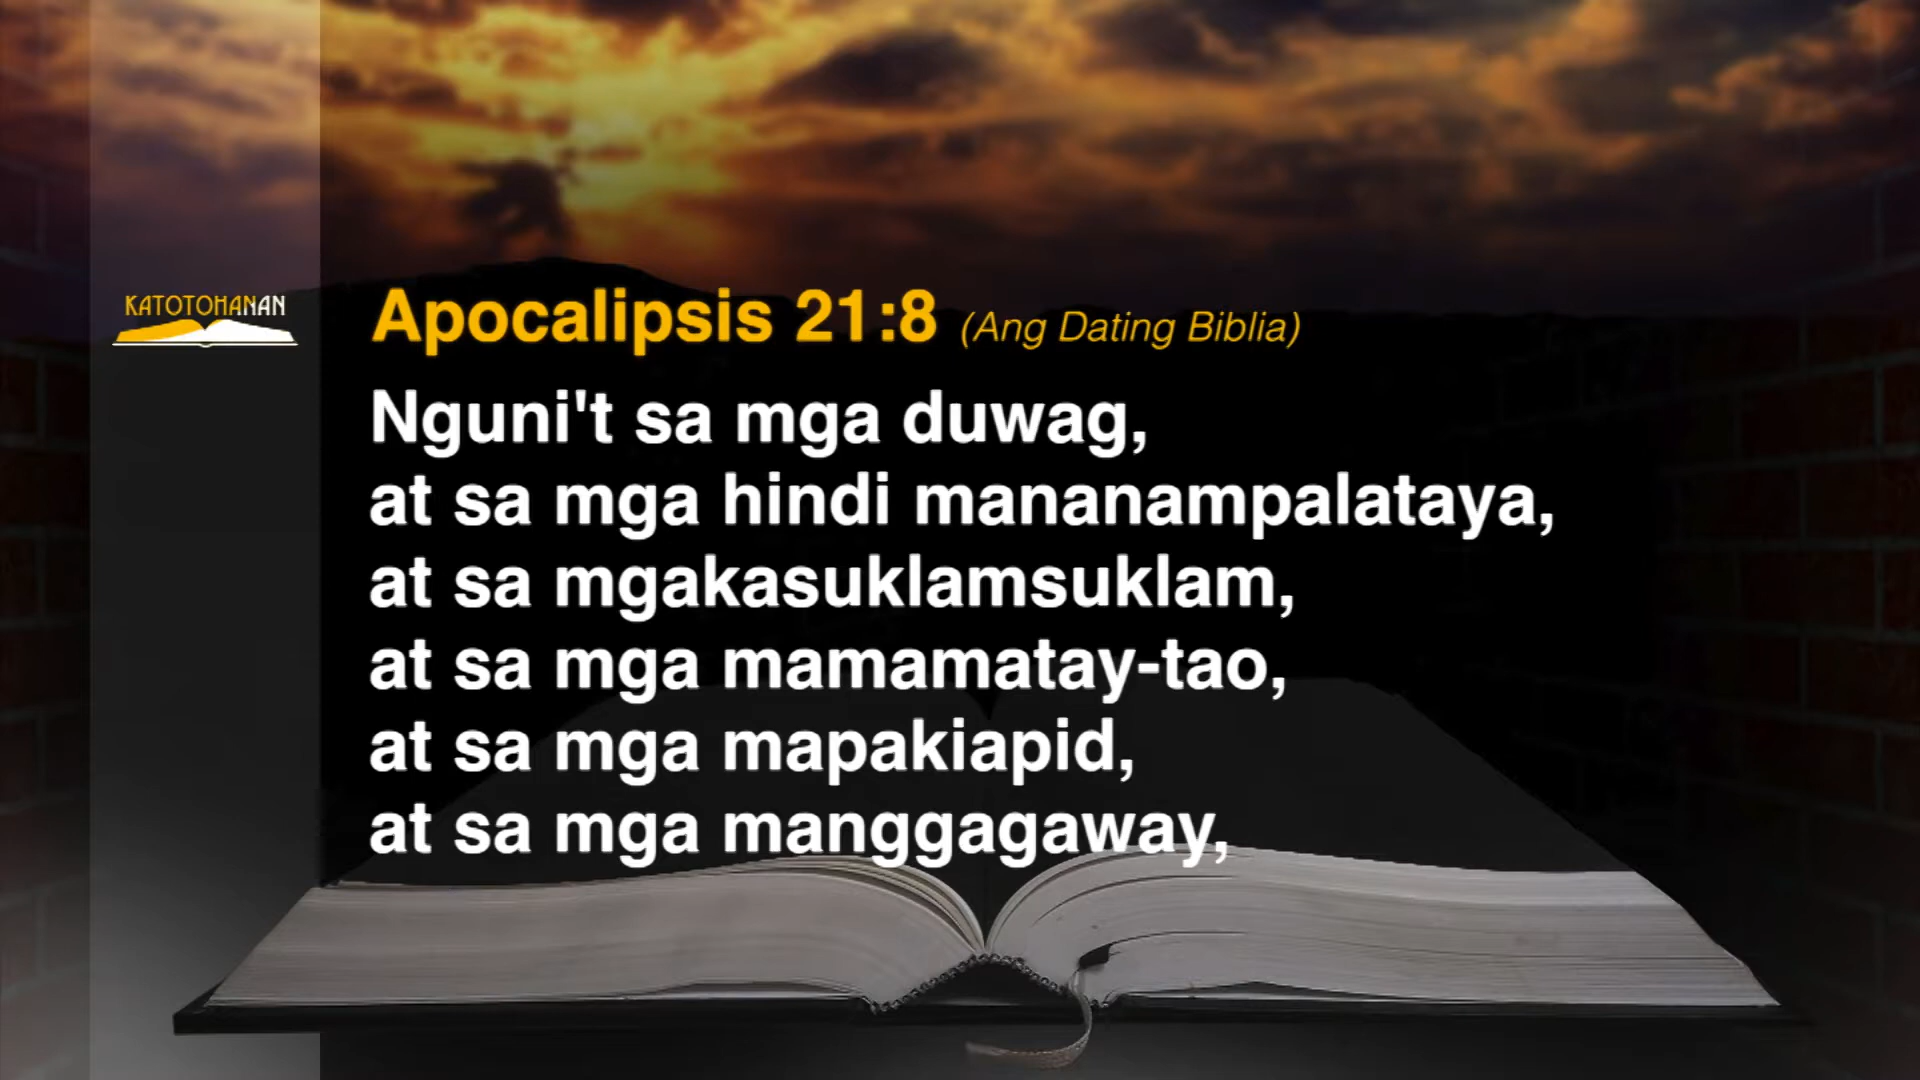 KATOTOHANAN
Apocalipsis 21:8 (Ang Dating Biblia)
Nguni't sa mga duwag,
at sa mga hindi mananampalataya,
at sa mgakasuklamsuklam,
at sa mga mamamatay-tao,
at sa mga mapakiapid,
at sa mga manggagaway,